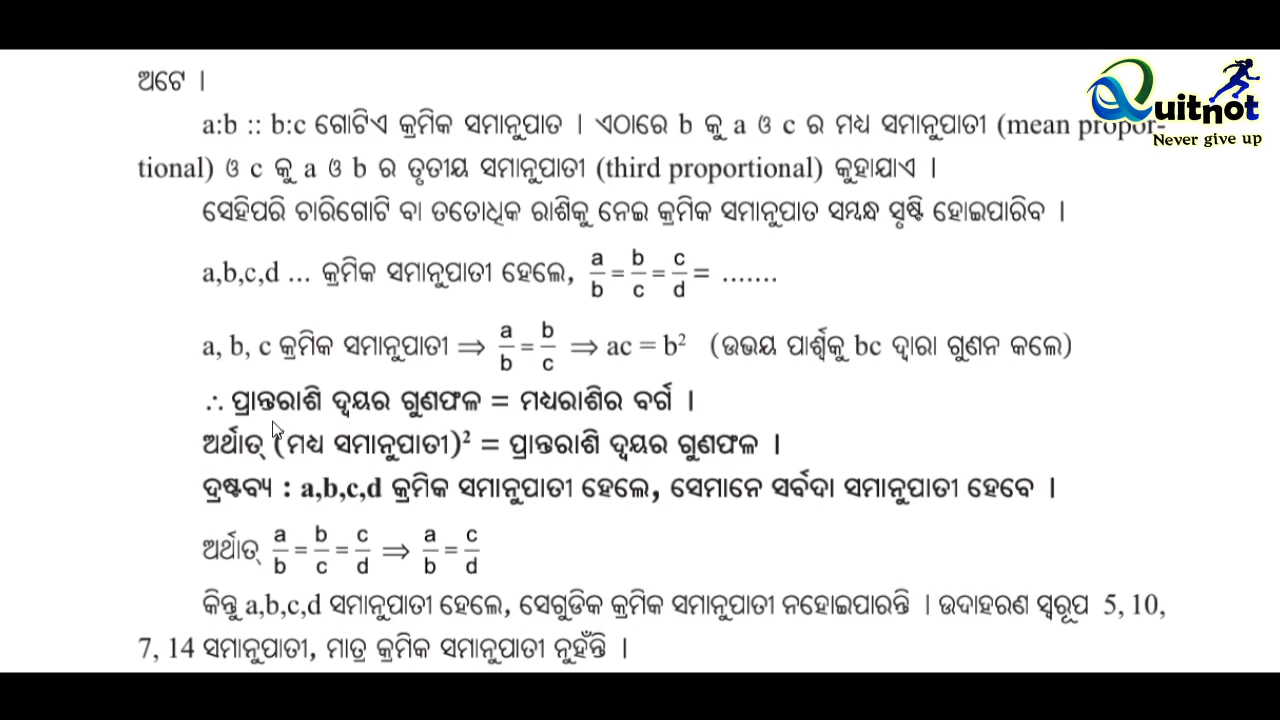 ଅଟେ ।
a:b :: b:c ଗୋଟିଏ କ୍ରମିକ ସମାନୁପାତ । ଏଠାରେ b କୁ a ଓ c ର ମଧ୍ୟ ସମାନୁପାତୀ (mean propor-
tional) ଓ c କୁ a ଓ b ର ତୃତୀୟ ସମାନୁପାତୀ (third proportional) କୁହାଯାଏ ।
ସେହିପରି ଚାରିଗୋଟି ବା ତତୋଧିକ ରାଶିକୁ ନେଇ କ୍ରମିକ ସମାନୁପାତ ସମ୍ବନ୍ଧ ସୃଷ୍ଟି ହୋଇପାରିବ ।
a,b,c,d ... କ୍ରମିକ ସମାନୁପାତୀ ହେଲେ, a/b = b/c = c/d = .......
a, b, c କ୍ରମିକ ସମାନୁପାତୀ ⇒ a/b = b/c ⇒ ac = b² (ଉଭୟ ପାର୍ଶ୍ଵକୁ bc ଦ୍ୱାରା ଗୁଣନ କଲେ)
∴ ପ୍ରାନ୍ତରାଶି ଦ୍ୱୟର ଗୁଣଫଳ = ମଧ୍ୟରାଶିର ବର୍ଗ ।
ଅର୍ଥାତ୍ (ମଧ୍ୟ ସମାନୁପାତୀ)² = ପ୍ରାନ୍ତରାଶି ଦ୍ୱୟର ଗୁଣଫଳ ।
ଦ୍ରଷ୍ଟବ୍ୟ : a,b,c,d କ୍ରମିକ ସମାନୁପାତୀ ହେଲେ, ସେମାନେ ସର୍ବଦା ସମାନୁପାତୀ ହେବେ ।
ଅର୍ଥାତ୍ a/b = b/c = c/d ⇒ a/b = c/d
କିନ୍ତୁ a,b,c,d ସମାନୁପାତୀ ହେଲେ, ସେଗୁଡିକ କ୍ରମିକ ସମାନୁପାତୀ ନହୋଇପାରନ୍ତି । ଉଦାହରଣ ସ୍ୱରୂପ 5, 10,
7, 14 ସମାନୁପାତୀ, ମାତ୍ର କ୍ରମିକ ସମାନୁପାତୀ ନୁହଁନ୍ତି ।
Quitnot
Never give up